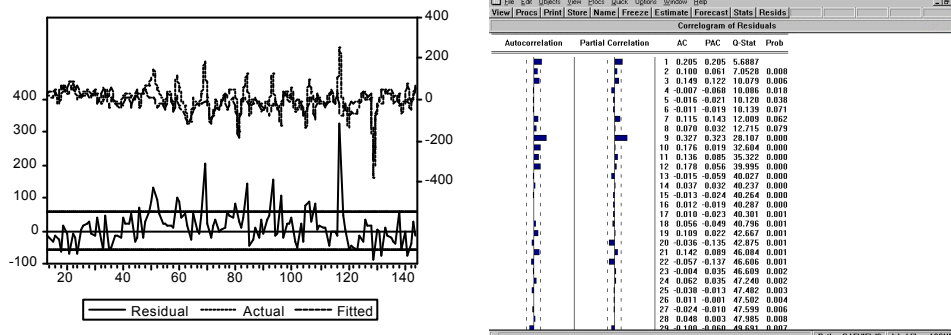 400
200
0
-200
-400
400
300
200
100
0
-100
20 40 60 80 100 120 140
Residual Actual Fitted
File Edit Objects View Procs Quick Options Window Help
View Procs Print Store Name Freeze Estimate Forecast Stats Resids
Correlogram of Residuals
Autocorrelation Partial Correlation AC PAC Q-Stat Prob
1 0.205 0.205 5.6887
2 0.100 0.061 7.0528 0.008
3 0.149 0.122 10.079 0.006
4 -0.007 -0.068 10.086 0.018
5 -0.016 -0.021 10.120 0.038
6 -0.011 -0.019 10.139 0.071
7 0.115 0.143 12.009 0.062
8 0.070 0.032 12.715 0.079
9 0.327 0.323 28.107 0.000
10 0.176 0.019 32.604 0.000
11 0.136 0.085 35.322 0.000
12 0.178 0.056 39.995 0.000
13 -0.015 -0.059 40.027 0.000
14 0.037 0.032 40.237 0.000
15 -0.013 -0.024 40.264 0.000
16 0.012 -0.019 40.287 0.000
17 0.010 -0.023 40.301 0.001
18 0.056 -0.049 40.796 0.001
19 0.109 0.022 42.667 0.001
20 -0.036 -0.135 42.875 0.001
21 0.142 0.089 46.084 0.001
22 -0.057 -0.137 46.606 0.001
23 -0.004 0.035 46.609 0.002
24 0.062 0.035 47.240 0.002
25 -0.038 -0.013 47.482 0.003
26 0.011 -0.001 47.502 0.004
27 -0.024 -0.010 47.599 0.006
28 0.048 0.003 47.985 0.008
29 -0.100 -0.060 49.691 0.007